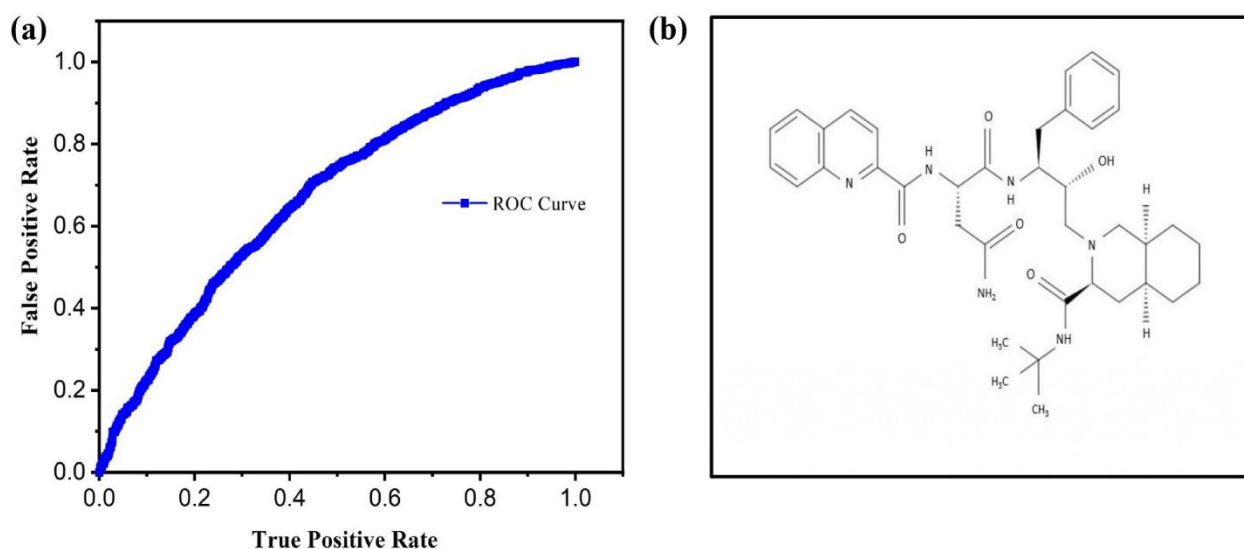 (a)
1.0
0.8
0.6
0.4
0.2
0.0
False Positive Rate
ROC Curve
0.0 0.2 0.4 0.6 0.8 1.0
True Positive Rate
(b)
O
H
N
OH
N
H
N
O
O
H
N
NH₂
O
H
NH
H₃C
H₃C
CH₃